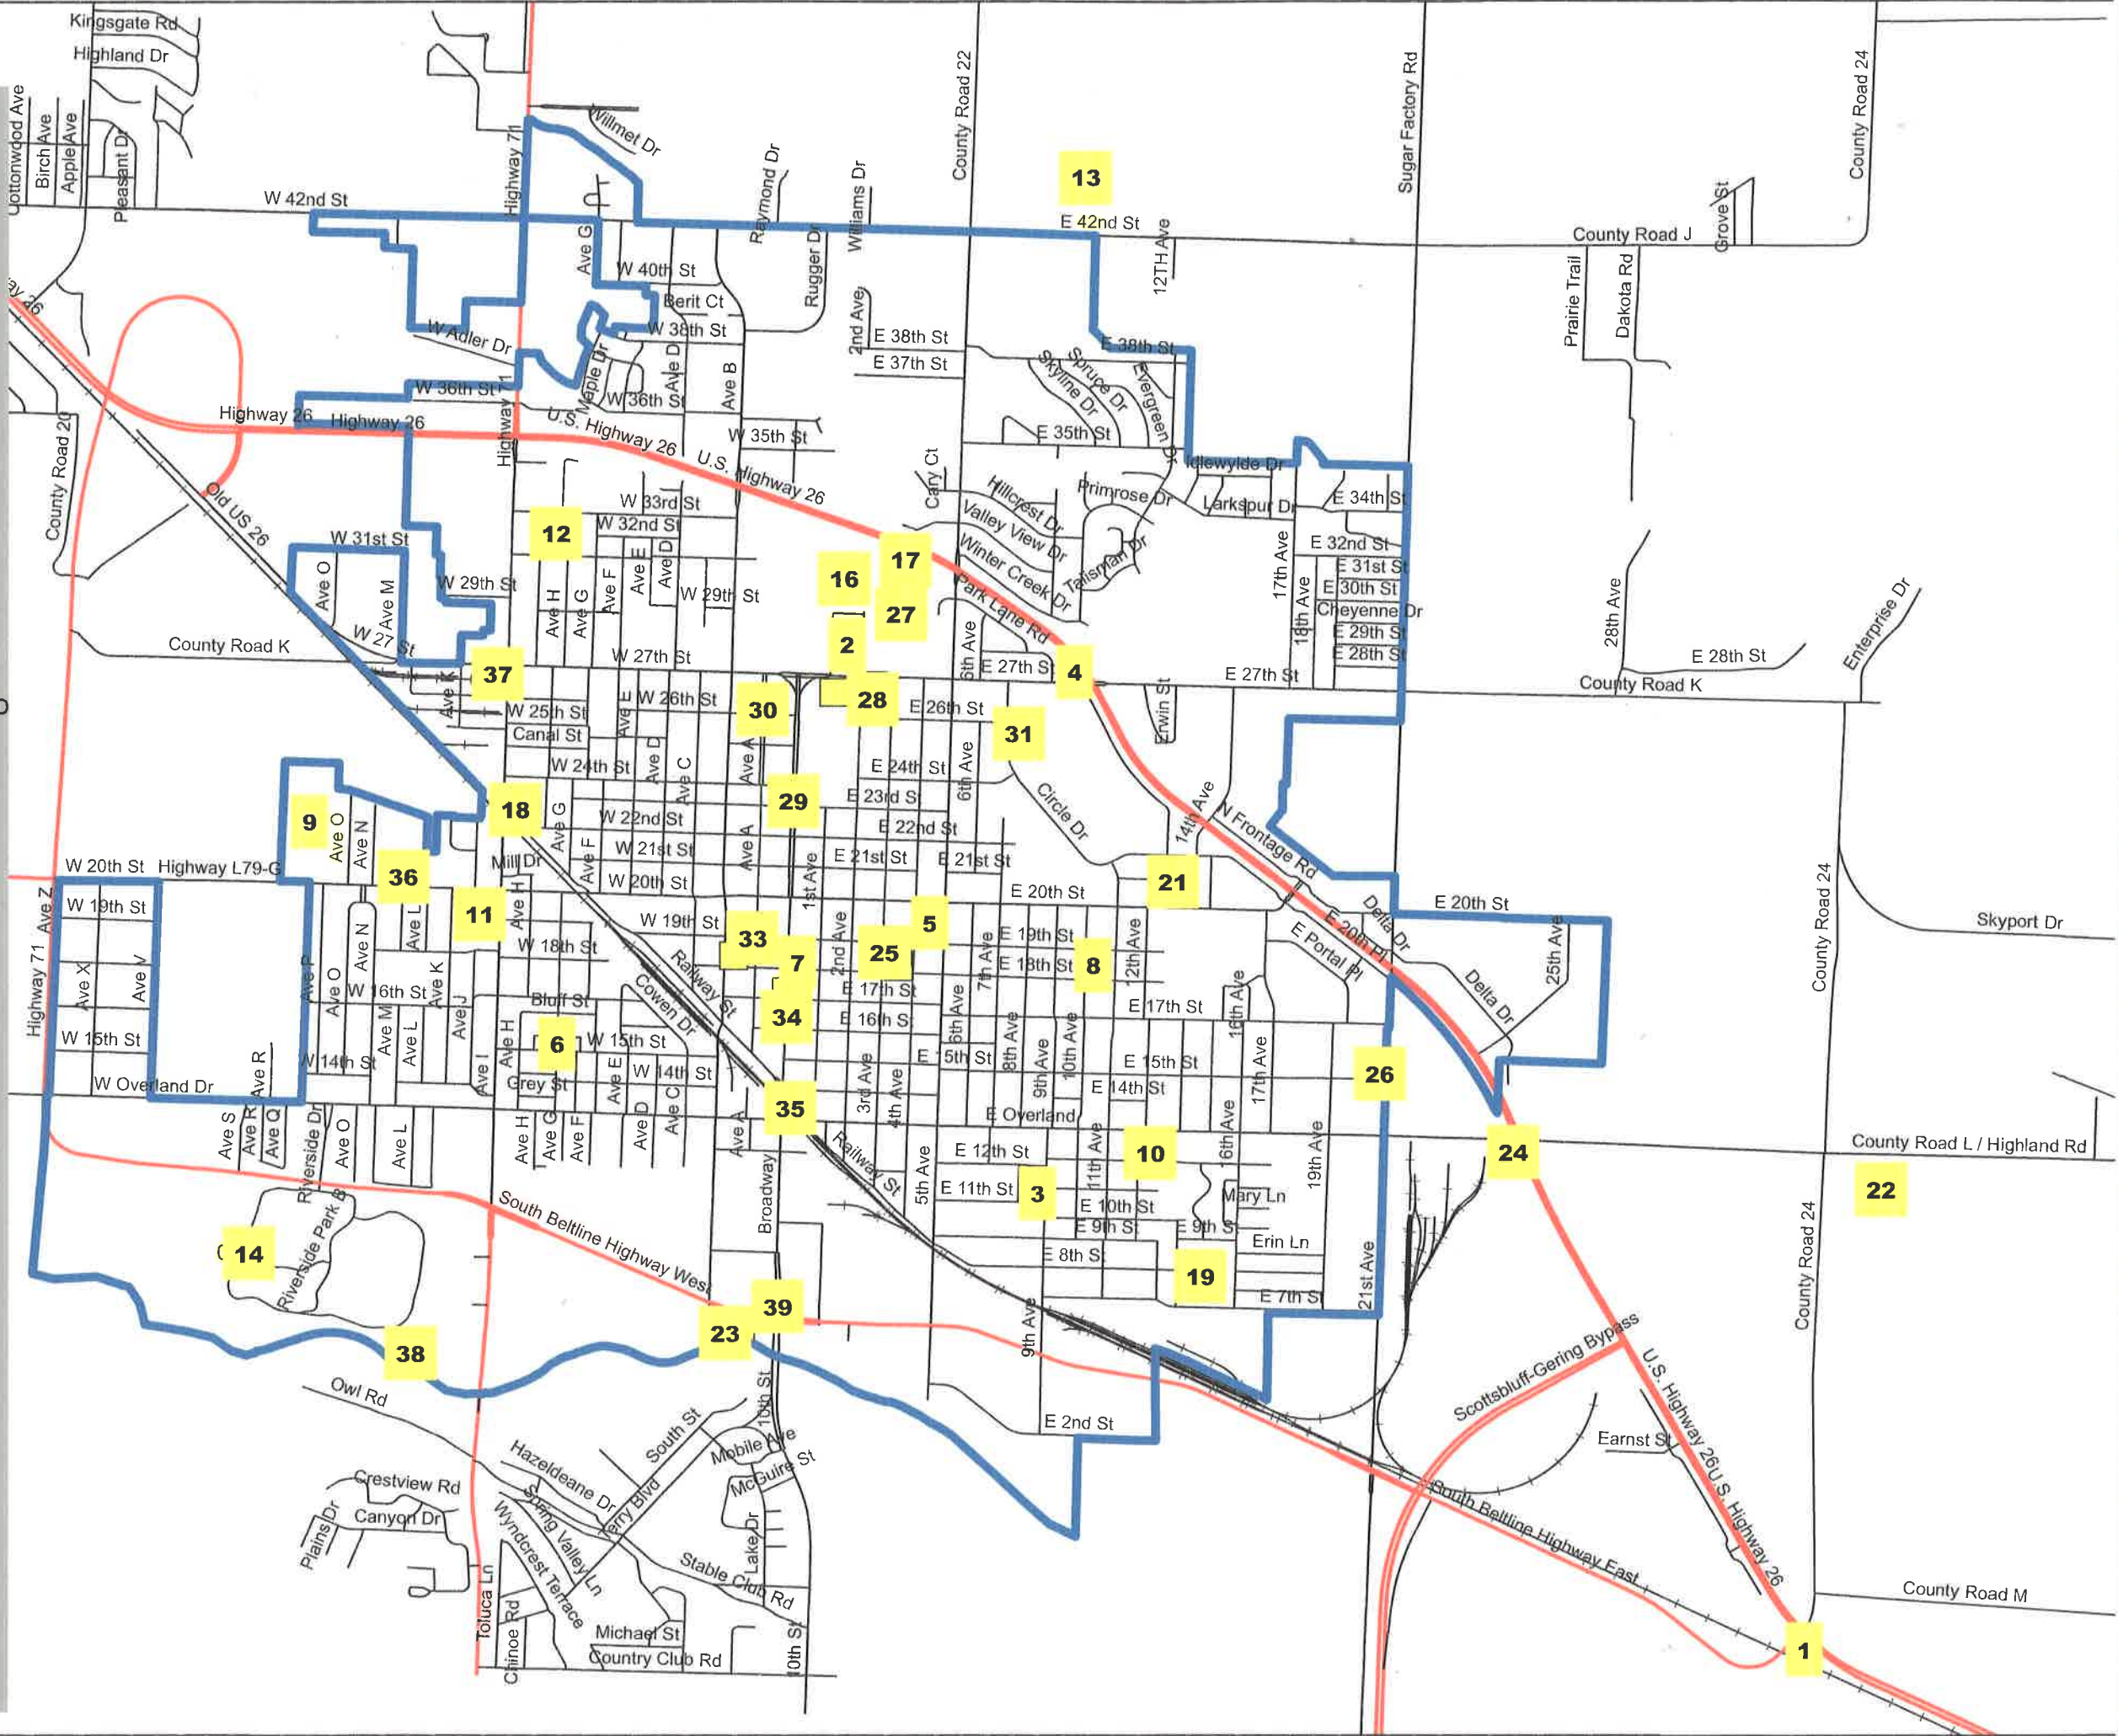 Kingsgate Rd
Highland Dr
Cottonwood Ave
Birch Ave
Apple Ave
Pleasant Dr
Highway 71
Willmet Dr
W 42nd St
Ave G
Raymond Dr
Williams Dr
County Road 22
13
E 42nd St
12TH Ave
Sugar Factory Rd
County Road 24
Grove St
County Road J
Prairie Trail
Dakota Rd
W 40th St
Berit Ct
W 38th St
Rugger Dr
2nd Ave
E 38th St
E 37th St
E 38th St
W Adler Dr
Maple Dr
Ave D
Ave B
W 36th St
W 36th St
Highway 71
Highway 26
Highway 26
U.S. Highway 26
U.S. Highway 26
W 35th St
Skyline Dr
Spruce Dr
Evergreen
E 35th St
County Road 20
Old US 26
W 33rd St
W 32nd St
12
Cary Ct
Hillcrest Dr
Valley View Dr
Winter Creek Dr
Primrose Dr
Talisman Dr
Idlewylde Dr
Larkspur Dr
E 34th St
17th Ave
18th Ave
E 32nd St
E 31st St
E 30th St
Cheyenne Dr
E 29th St
E 28th St
W 31st St
Ave O
Ave M
W 29th St
Ave H
Ave G
Ave F
Ave E
Ave D
W 29th St
16
17
27
2
Park Lane Rd
6th Ave
E 27th St
4
E 27th St
County Road K
W 27 St
W 27th St
28th Ave
E 28th St
Enterprise Dr
County Road K
37
Ave K
W 25th St
Canal St
W 24th St
Ave E
W 26th St
Ave D
Ave C
Ave A
30
28
E 26th St
31
Erwin St
E 24th St
6th Ave
29
E 23rd St
E 22nd St
Circle Dr
14th Ave
N Frontage Rd
9
Ave O
Ave N
18
Ave G
Ave F
W 22nd St
W 21st St
W 20th St
Ave A
1st Ave
E 21st St
E 21st St
Mill Dr
W 20th St
Highway L79-G
36
11
Ave H
21
E 20th St
Delta Dr
E 20th Pl
E 20th St
25th Ave
County Road 24
Skyport Dr
Highway 71
Ave Z
W 19th St
Ave X
Ave V
W 15th St
W Overland Dr
Ave P
Ave O
Ave N
Ave L
W 16th St
Ave K
Ave M
Ave L
Ave J
W 14th St
Ave R
W 19th St
W 18th St
33
7
34
2nd Ave
25
5
E 17th St
E 16th S
E 19th St
E 18th St
7th Ave
8
12th Ave
E Portal Pl
Delta Dr
16th Ave
E 17th St
Railway St
Cowen Dr
Bluff St
6
W 15th St
W 14th St
Grey St
Ave I
Ave H
Ave E
Ave C
3rd Ave
4th Ave
6th Ave
5th St
8th Ave
9th Ave
10th Ave
E 15th St
E 14th St
17th Ave
26
35
E Overland
Ave S
Ave R
Ave Q
Riverside Dr
Ave O
Ave L
Ave H
Ave G
Ave F
Ave D
Ave C
Ave A
Railway St
Broadway
5th Ave
E 12th St
E 11th St
3
11th Ave
10
16th Ave
19th Ave
24
County Road L / Highland Rd
22
Mary Ln
E 10th St
E 9th St
E 9th S
E 8th S
Erin Ln
19
E 7th St
21st Ave
County Road 24
14
Riverside Park
South Beltline Highway West
39
23
38
9th Ave
Scottsbluff-Gering Bypass
U.S. Highway 26
U.S. Highway 26
Earnst St
Owl Rd
10th St
South St
Mobile Ave
McGuire St
E 2nd St
South Beltline Highway East
Crestview Rd
Canyon Dr
Plains Dr
Hazeldeane Dr
Spring Valley Ln
Wyndcrest Terrace
Lake Dr
Stable Club Rd
Toluca Ln
Chinoe Rd
Michael St
Country Club Rd
10th St
County Road M
1